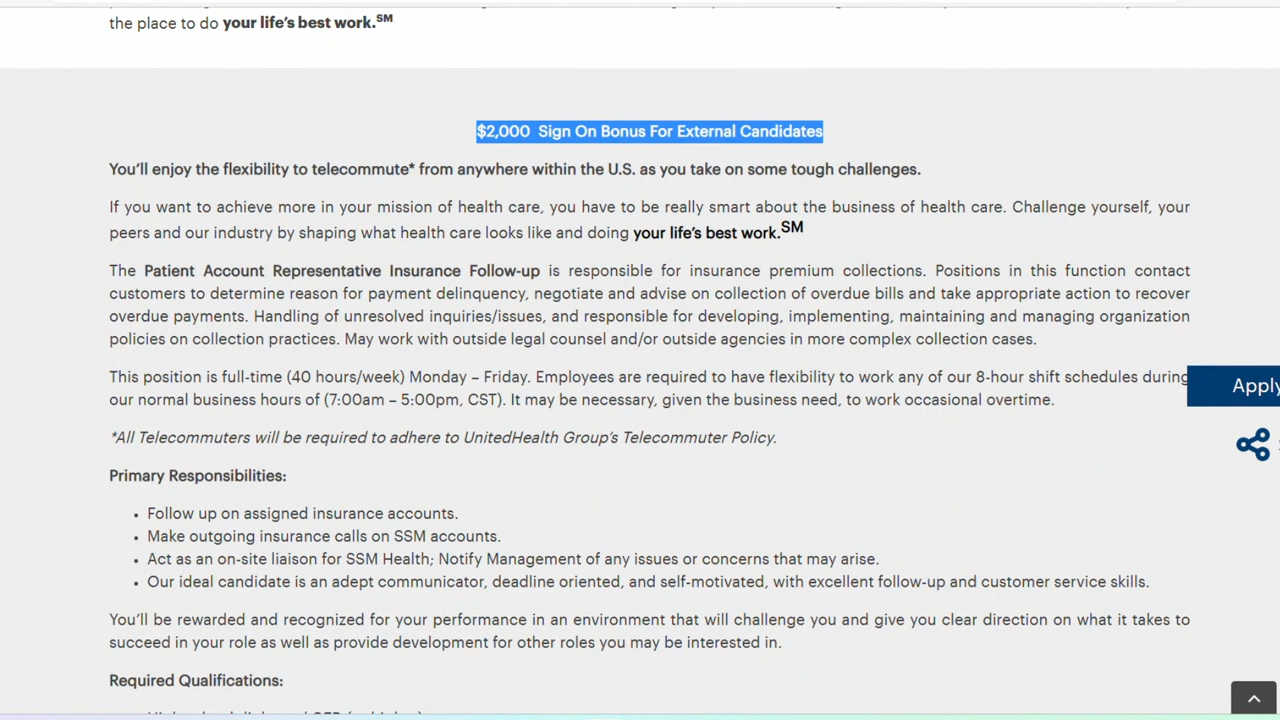 the place to do your life's best work.SM
$2,000 Sign On Bonus For External Candidates
You'll enjoy the flexibility to telecommute* from anywhere within the U.S. as you take on some tough challenges.
If you want to achieve more in your mission of health care, you have to be really smart about the business of health care. Challenge yourself, your
peers and our industry by shaping what health care looks like and doing your life's best work.SM
The Patient Account Representative Insurance Follow-up is responsible for insurance premium collections. Positions in this function contact
customers to determine reason for payment delinquency, negotiate and advise on collection of overdue bills and take appropriate action to recover
overdue payments. Handling of unresolved inquiries/issues, and responsible for developing, implementing, maintaining and managing organization
policies on collection practices. May work with outside legal counsel and/or outside agencies in more complex collection cases.
This position is full-time (40 hours/week) Monday – Friday. Employees are required to have flexibility to work any of our 8-hour shift schedules during
our normal business hours of (7:00am – 5:00pm, CST). It may be necessary, given the business need, to work occasional overtime.
Apply
*All Telecommuters will be required to adhere to UnitedHealth Group's Telecommuter Policy.
Primary Responsibilities:
• Follow up on assigned insurance accounts.
• Make outgoing insurance calls on SSM accounts.
• Act as an on-site liaison for SSM Health; Notify Management of any issues or concerns that may arise.
• Our ideal candidate is an adept communicator, deadline oriented, and self-motivated, with excellent follow-up and customer service skills.
You'll be rewarded and recognized for your performance in an environment that will challenge you and give you clear direction on what it takes to
succeed in your role as well as provide development for other roles you may be interested in.
Required Qualifications: